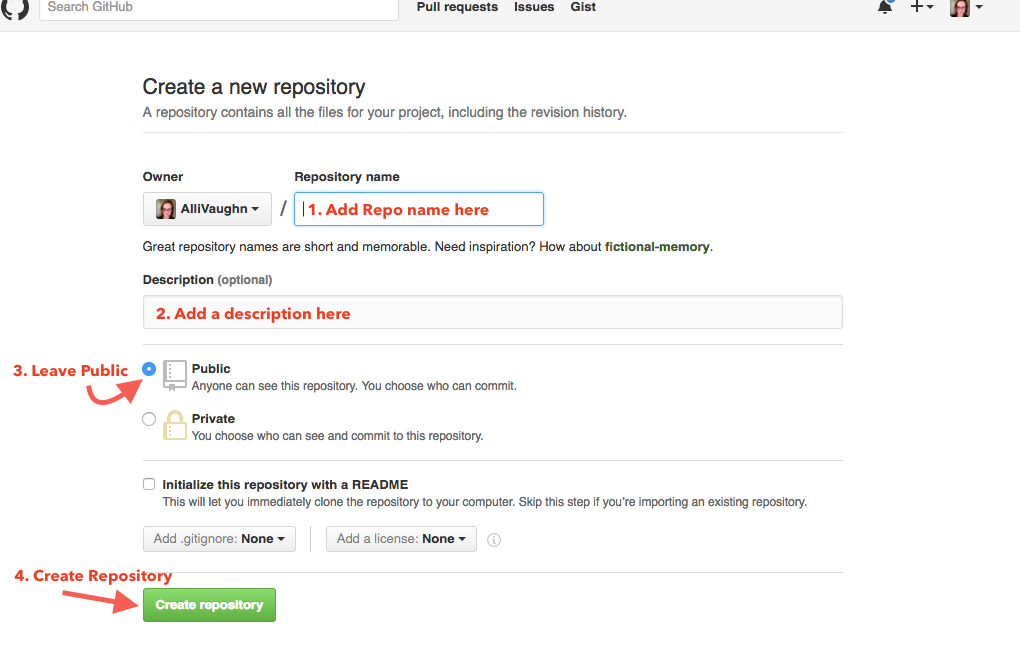 Search GitHub Pull requests Issues Gist
Create a new repository
A repository contains all the files for your project, including the revision history.
Owner Repository name
AlliVaughn / 1. Add Repo name here
Great repository names are short and memorable. Need inspiration? How about fictional-memory.
Description (optional)
2. Add a description here
3. Leave Public
Public
Anyone can see this repository. You choose who can commit.
Private
You choose who can see and commit to this repository.
Initialize this repository with a README
This will let you immediately clone the repository to your computer. Skip this step if you're importing an existing repository.
Add .gitignore: None Add a license: None
4. Create Repository
Create repository